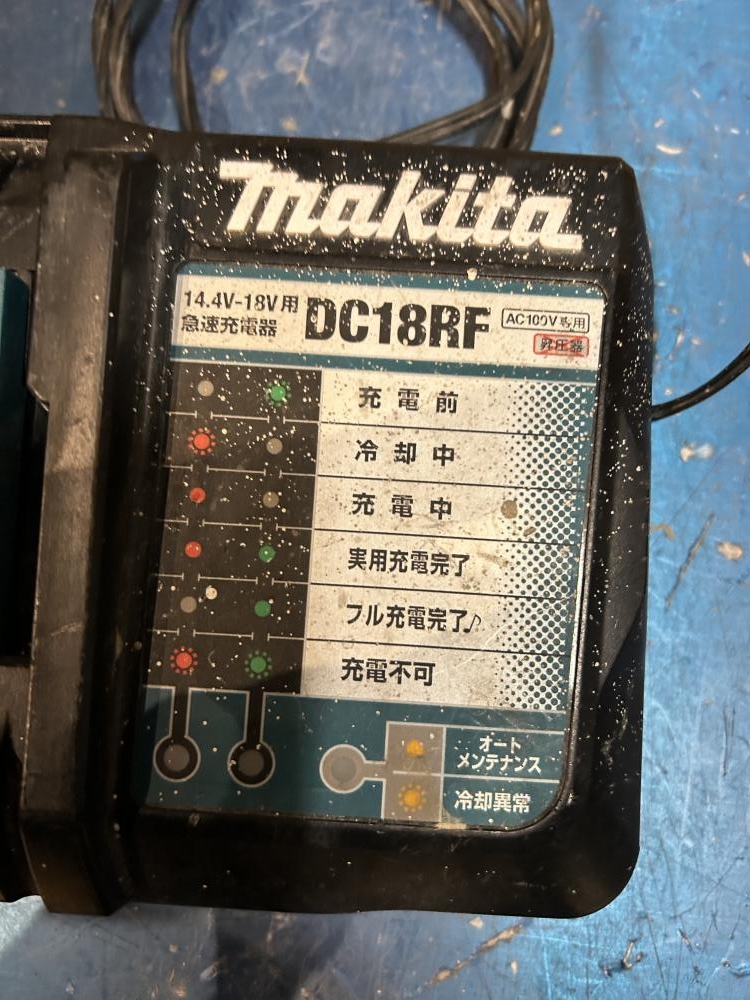 makita
14.4V-18V用
急速充電器
DC18RF
AC100V専用
昇圧器
充電前
冷却中
充電中
実用充電完了
フル充電完了♪
充電不可
オート
メンテナンス
冷却異常